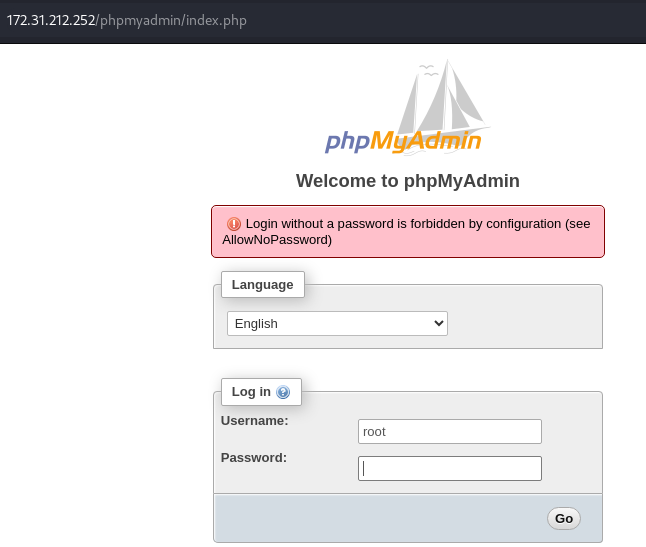 172.31.212.252/phpmyadmin/index.php
phpMyAdmin
Welcome to phpMyAdmin
Login without a password is forbidden by configuration (see
AllowNoPassword)
Language
English
Log in
Username:
root
Password:
Go